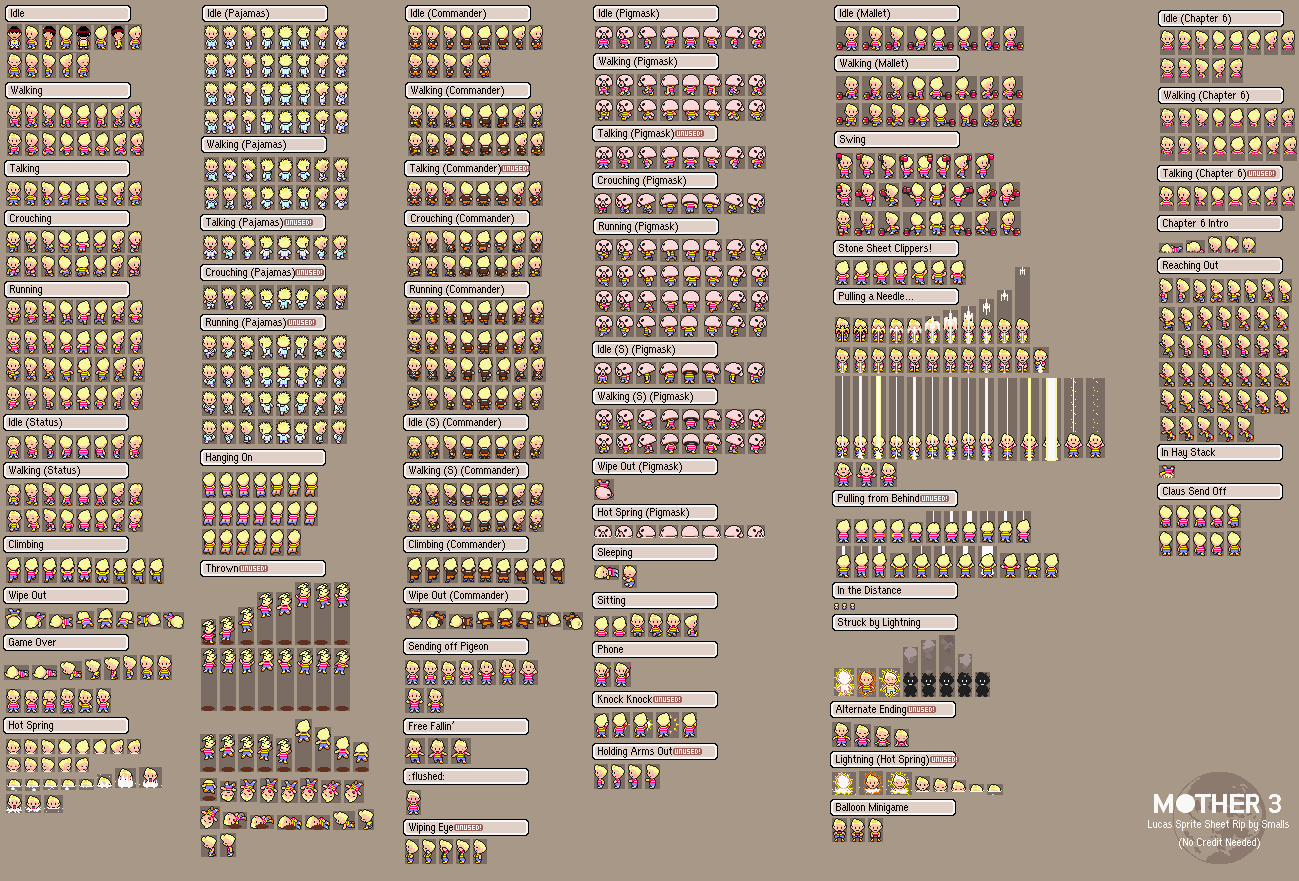 Idle
Walking
Talking
Crouching
Running
Idle (Status)
Walking (Status)
Climbing
Wipe Out
Game Over
Hot Spring
Idle (Pajamas)
Walking (Pajamas)
Talking (Pajamas) UNUSED!
Crouching (Pajamas) UNUSED!
Running (Pajamas) UNUSED!
Hanging On
Thrown UNUSED!
Idle (Commander)
Walking (Commander)
Talking (Commander) UNUSED!
Crouching (Commander)
Running (Commander)
Idle (S) (Commander)
Walking (S) (Commander)
Climbing (Commander)
Wipe Out (Commander)
Sending off Pigeon
Free Fallin'
:flushed:
Wiping Eye UNUSED!
Idle (Pigmask)
Walking (Pigmask)
Talking (Pigmask) UNUSED!
Crouching (Pigmask)
Running (Pigmask)
Idle (S) (Pigmask)
Walking (S) (Pigmask)
Wipe Out (Pigmask)
Hot Spring (Pigmask)
Sleeping
Sitting
Phone
Knock Knock UNUSED!
Holding Arms Out UNUSED!
Idle (Mallet)
Walking (Mallet)
Swing
Stone Sheet Clippers!
Pulling a Needle...
Pulling from Behind UNUSED!
In the Distance
Struck by Lightning
Alternate Ending UNUSED!
Lightning (Hot Spring) UNUSED!
Balloon Minigame
Idle (Chapter 6)
Walking (Chapter 6)
Talking (Chapter 6) UNUSED!
Chapter 6 Intro
Reaching Out
In Hay Stack
Claus Send Off
MOTHER 3
Lucas Sprite Sheet Rip by Smalls
(No Credit Needed)